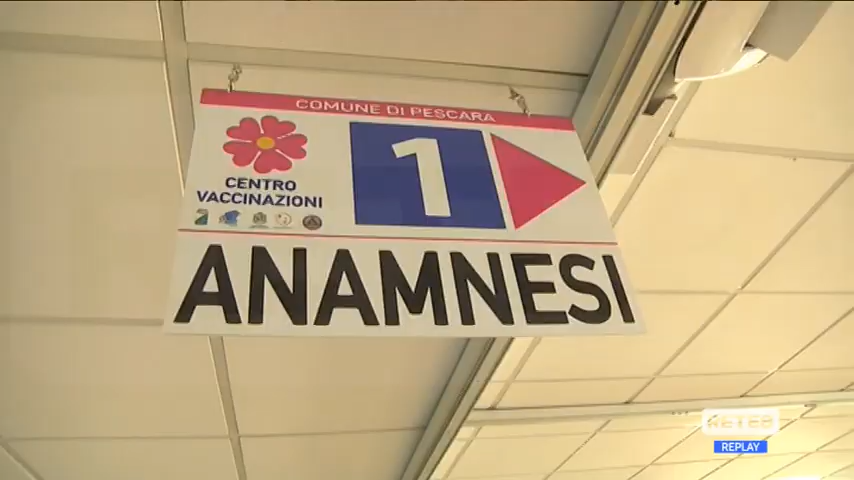 COMUNE DI PESCARA
CENTRO
VACCINAZIONI
1
ANAMNESI
RETE8
REPLAY